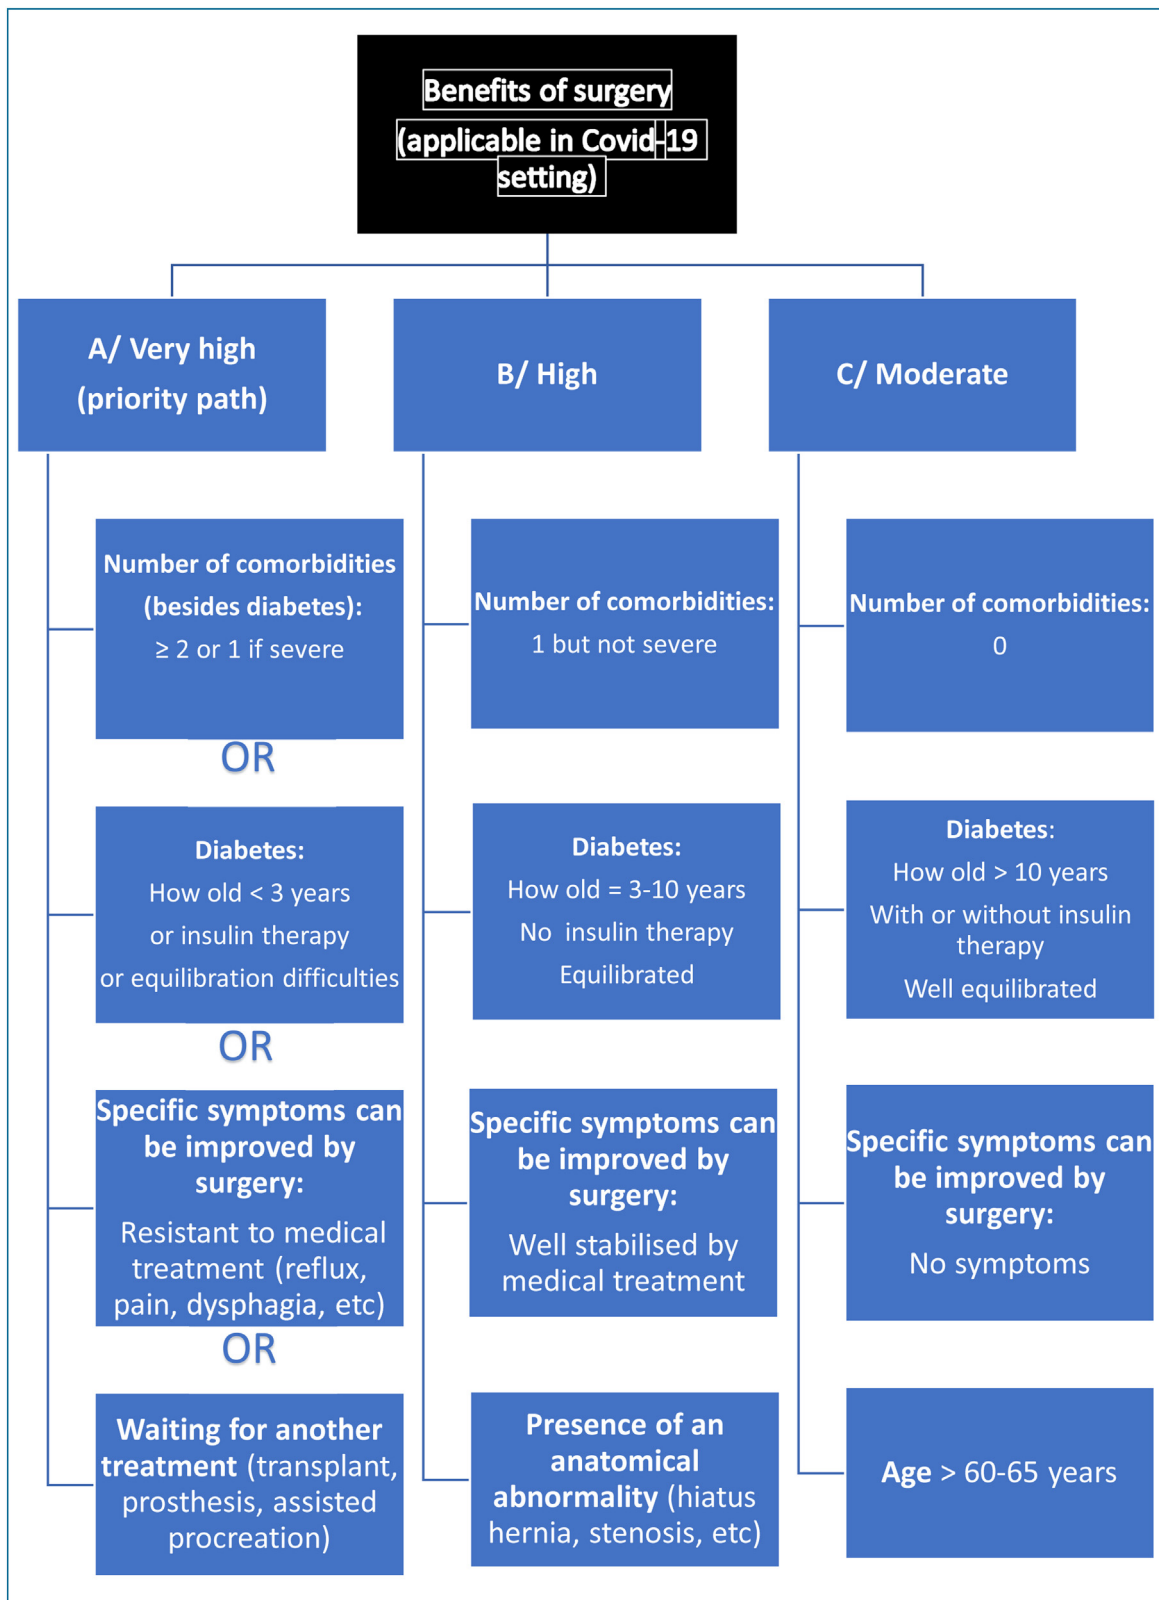 Benefits of surgery
(applicable in Covid-19
setting)
A/ Very high
(priority path)
B/ High
C/ Moderate
Number of comorbidities
(besides diabetes):
≥ 2 or 1 if severe
Number of comorbidities:
1 but not severe
Number of comorbidities:
0
OR
Diabetes:
How old < 3 years
or insulin therapy
or equilibration difficulties
Diabetes:
How old = 3-10 years
No insulin therapy
Equilibrated
Diabetes:
How old > 10 years
With or without insulin
therapy
Well equilibrated
OR
Specific symptoms can
be improved by
surgery:
Resistant to medical
treatment (reflux,
pain, dysphagia, etc)
Specific symptoms can
be improved by
surgery:
Well stabilised by
medical treatment
Specific symptoms can
be improved by
surgery:
No symptoms
OR
Waiting for another
treatment (transplant,
prosthesis, assisted
procreation)
Presence of an
anatomical
abnormality (hiatus
hernia, stenosis, etc)
Age > 60-65 years